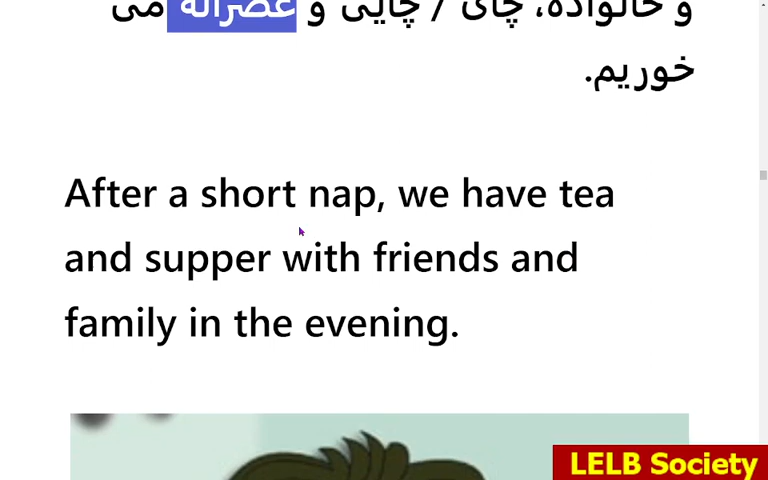 و خانواده، چای / چایی و عصرانه می
خوریم.
After a short nap, we have tea
and supper with friends and
family in the evening.
LELB Society